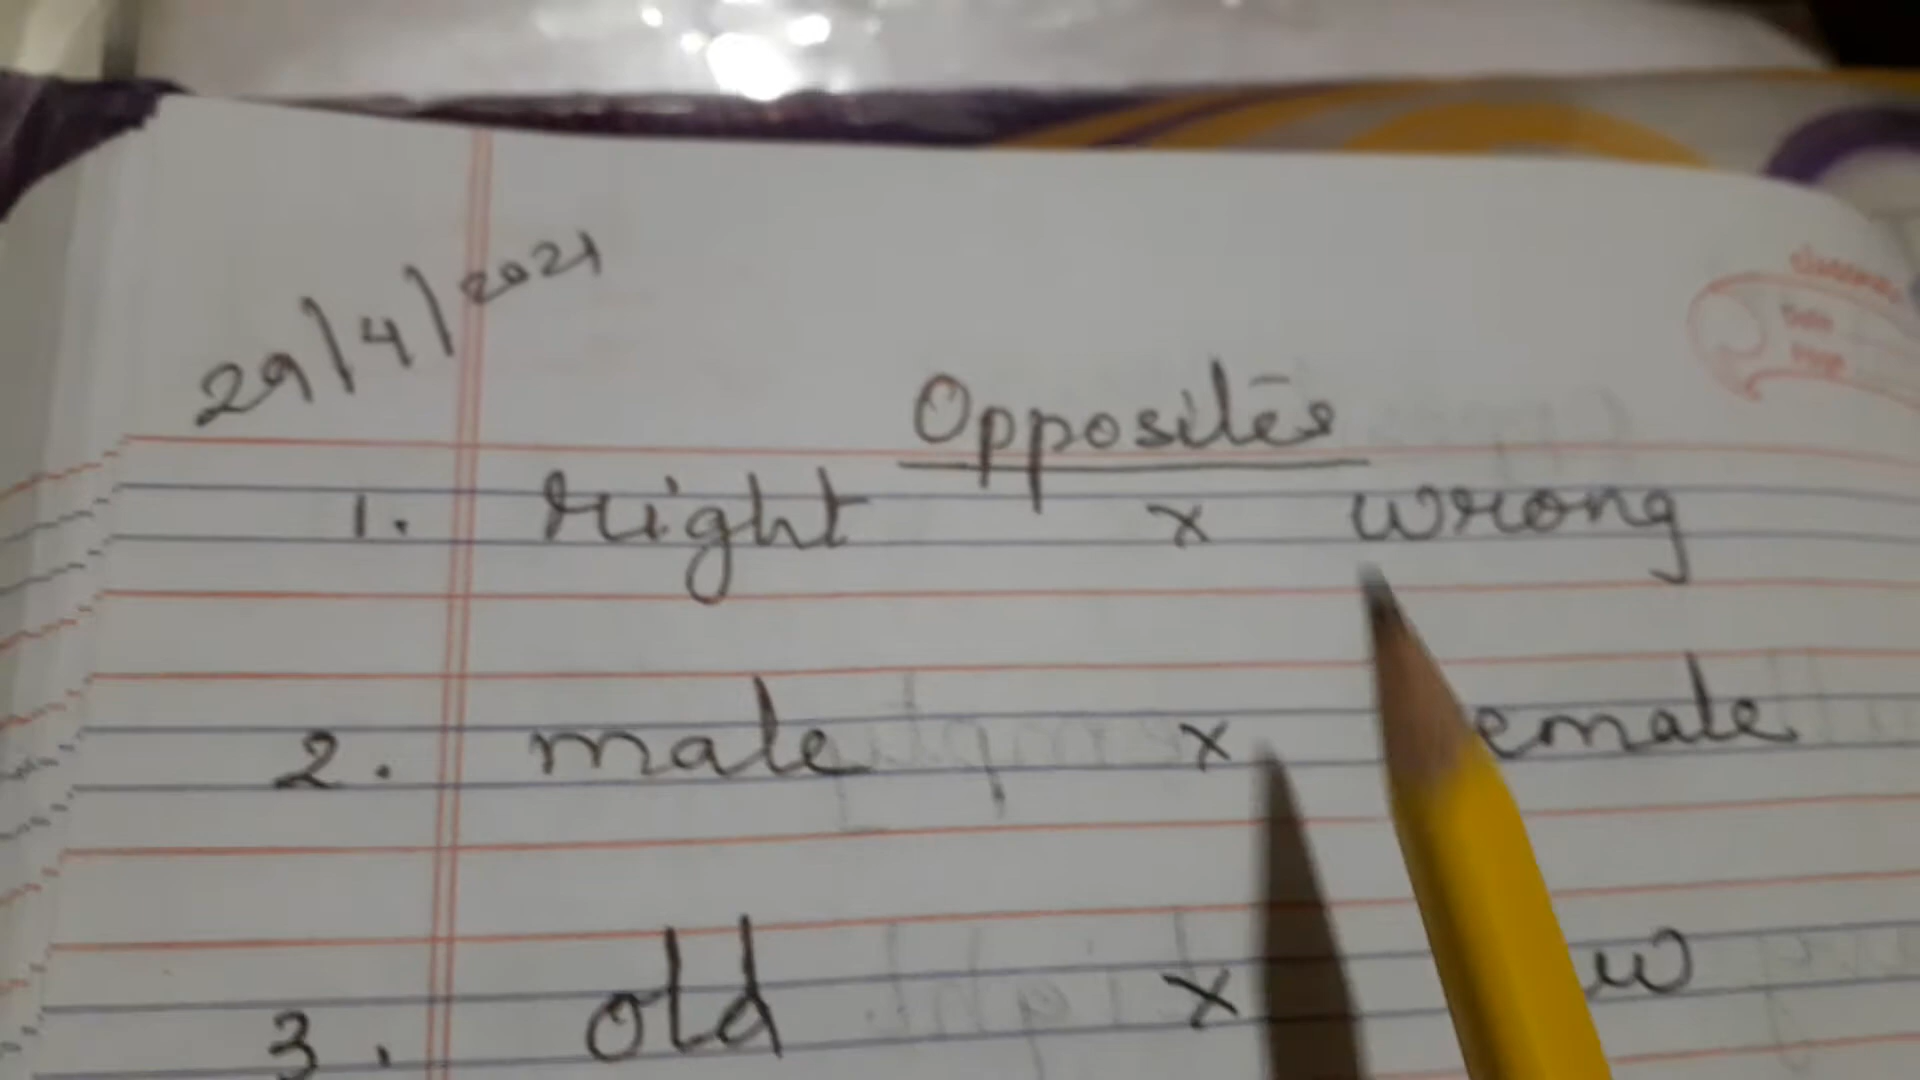 29/4/2021
Opposites
1. right x wrong
2. male x emale
3. old x w